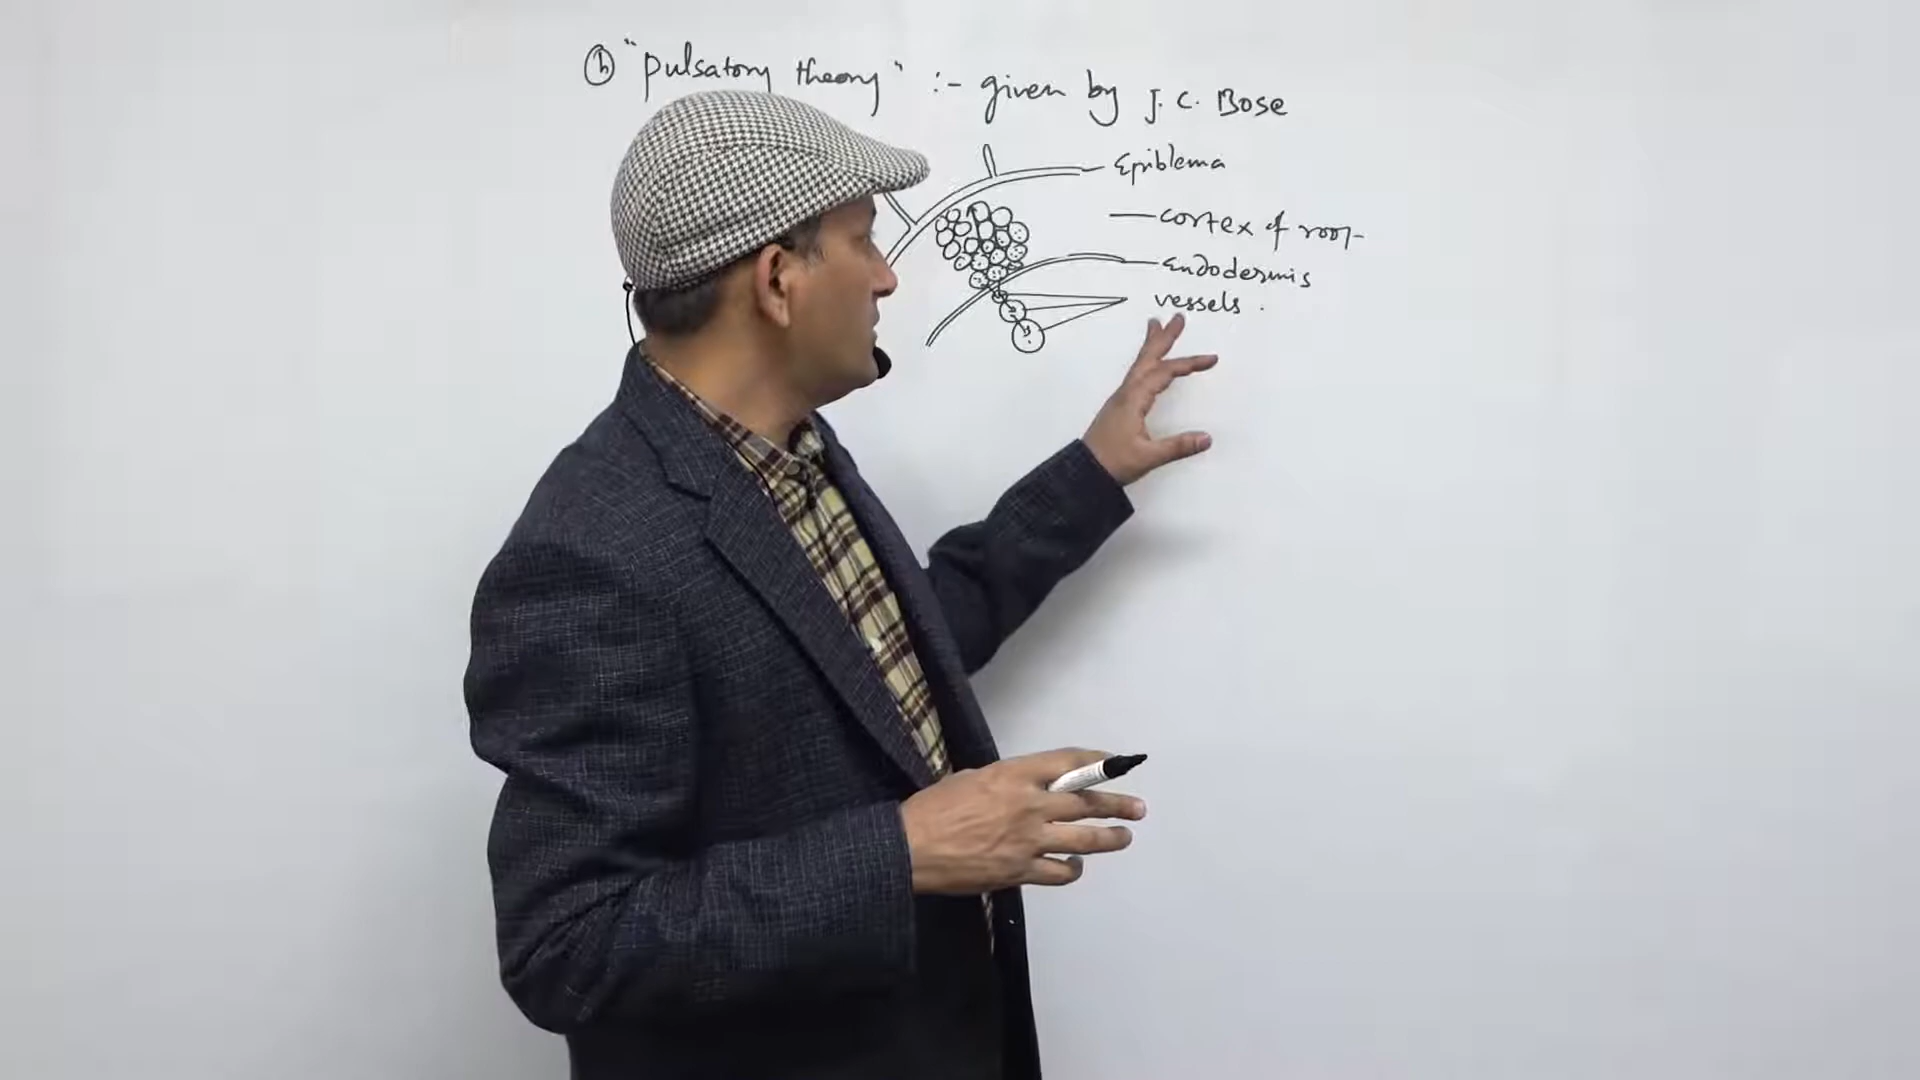 (b) "Pulsatory theory" :- given by J. C. Bose
Epiblema
cortex of root
Endodermis
vessels.